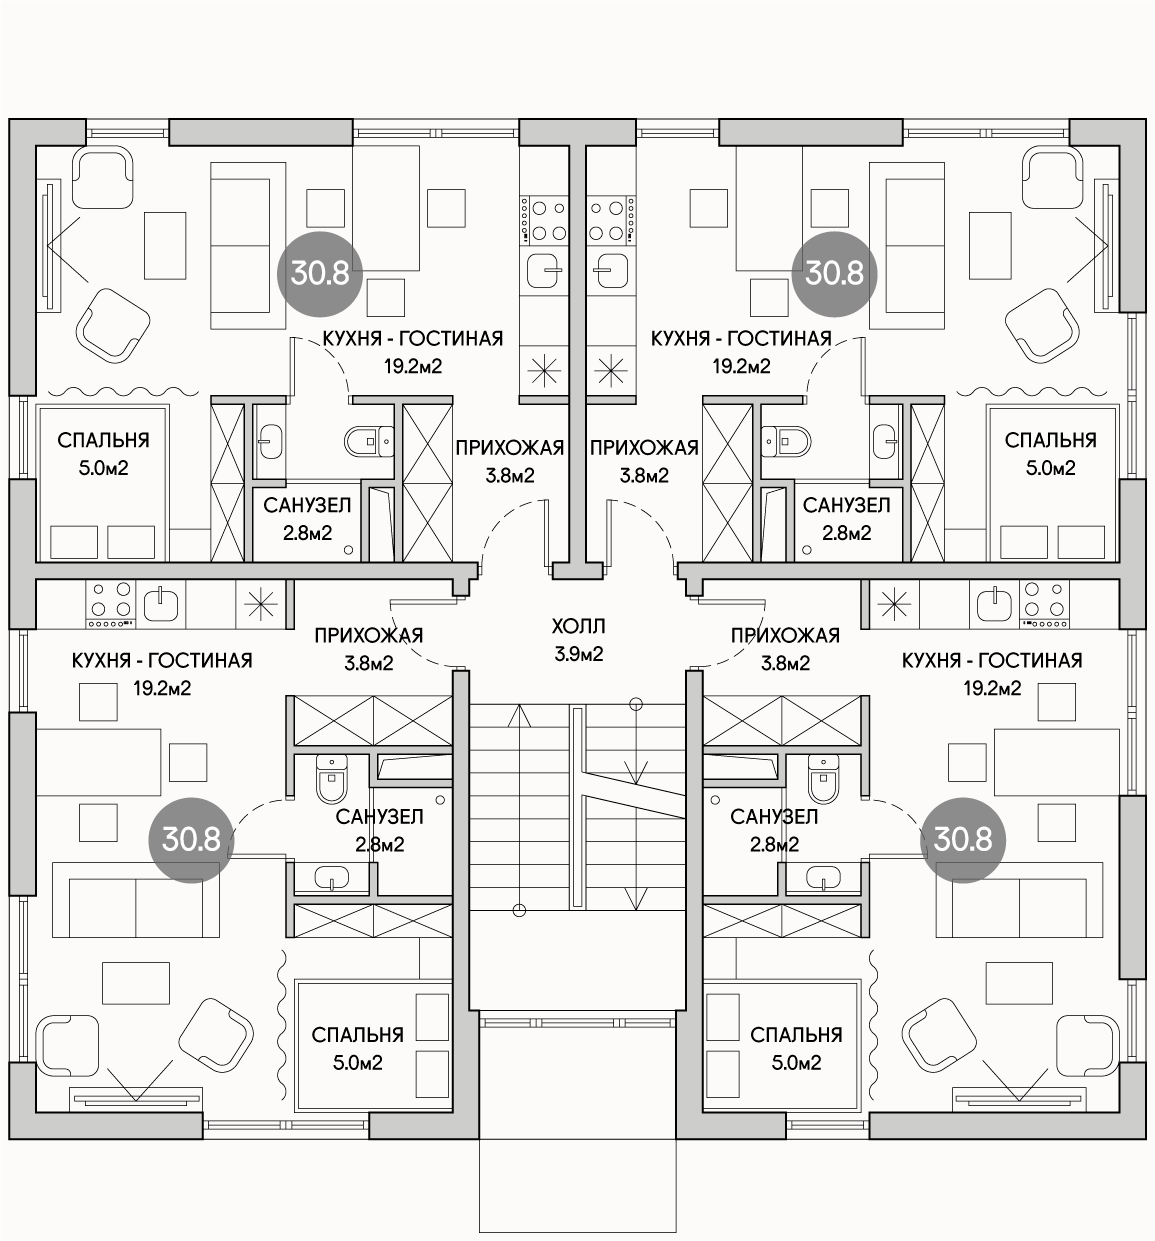 30.8
КУХНЯ - ГОСТИНАЯ
19.2м2
СПАЛЬНЯ
5.0м2
ПРИХОЖАЯ
3.8м2
САНУЗЕЛ
2.8м2
30.8
КУХНЯ - ГОСТИНАЯ
19.2м2
ПРИХОЖАЯ
3.8м2
СПАЛЬНЯ
5.0м2
САНУЗЕЛ
2.8м2
ХОЛЛ
3.9м2
ПРИХОЖАЯ
3.8м2
КУХНЯ - ГОСТИНАЯ
19.2м2
30.8
САНУЗЕЛ
2.8м2
СПАЛЬНЯ
5.0м2
ПРИХОЖАЯ
3.8м2
КУХНЯ - ГОСТИНАЯ
19.2м2
САНУЗЕЛ
2.8м2
30.8
СПАЛЬНЯ
5.0м2